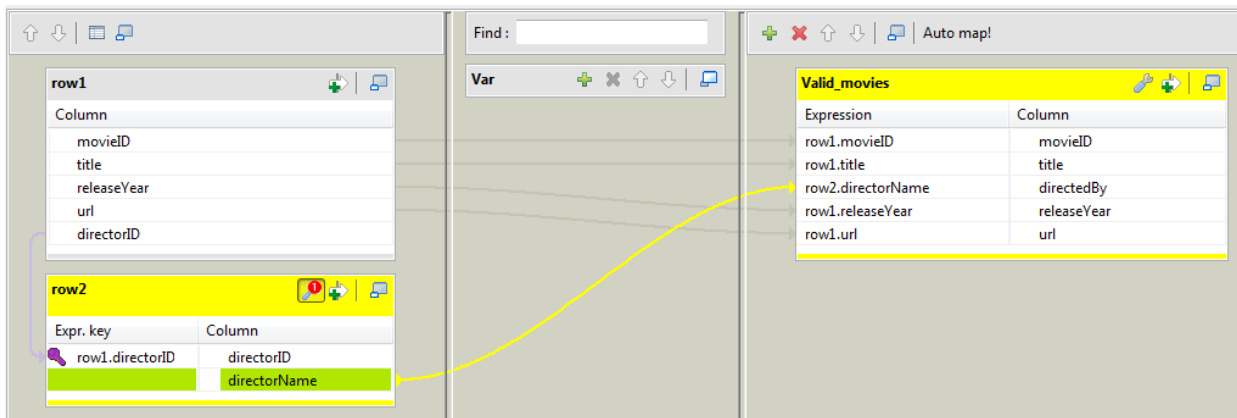 Find :
Auto map!
row1
Column
movieID
title
releaseYear
url
directorID
row2
Expr. key Column
row1.directorID directorID
directorName
Var
Valid_movies
Expression Column
row1.movieID movieID
row1.title title
row2.directorName directedBy
row1.releaseYear releaseYear
row1.url url